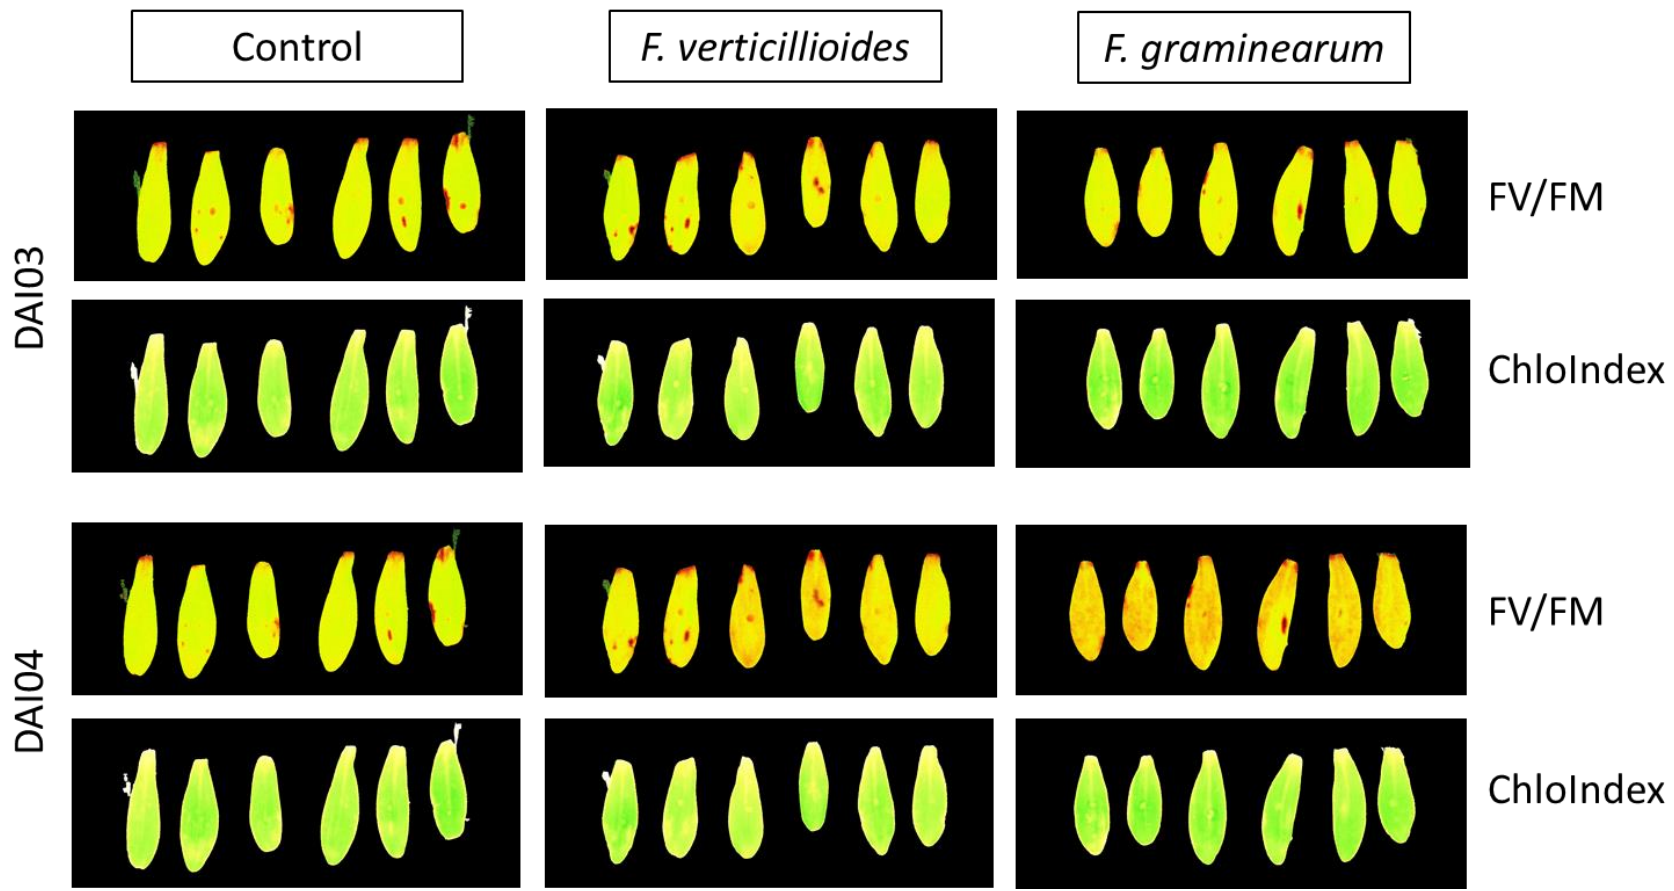 Control
F. verticillioides
F. graminearum
DAI03
FV/FM
ChloIndex
DAI04
FV/FM
ChloIndex